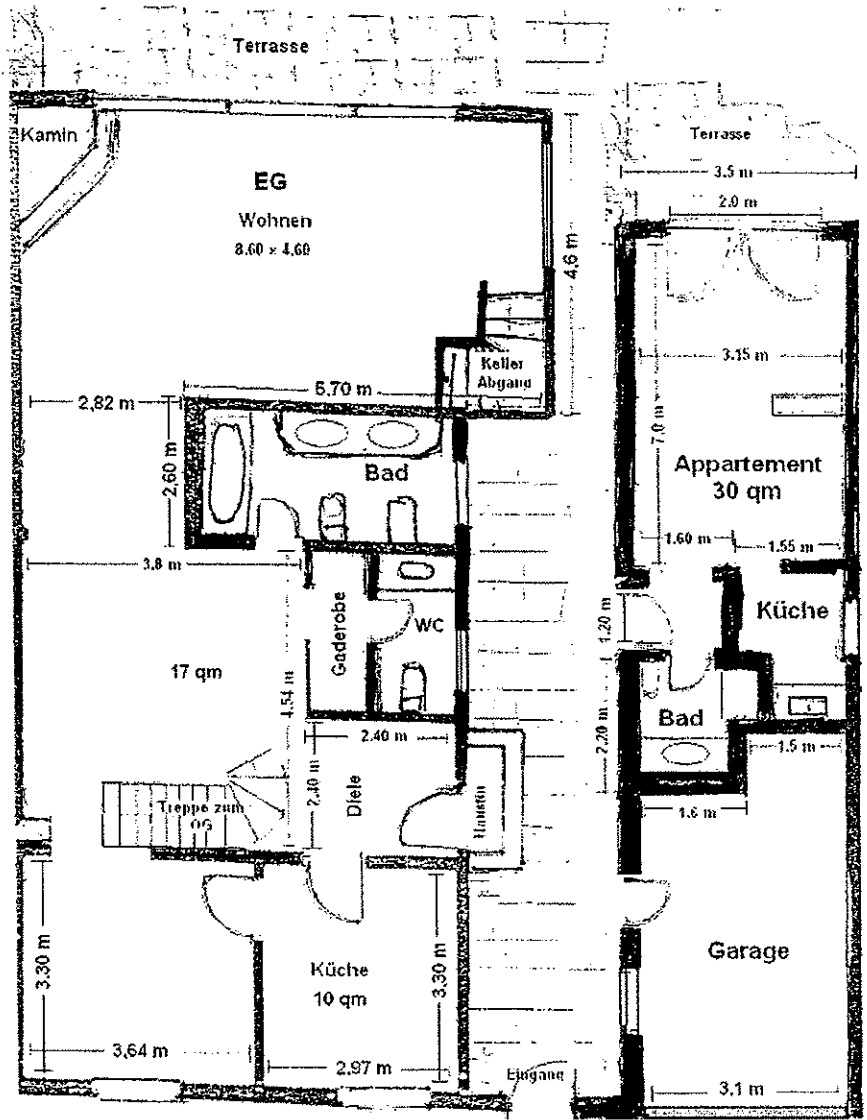 Terrasse
Kamin
EG
Wohnen
8.60 x 4.60
4,6 m
Keller
Abgang
5,70 m
2,82 m
2,60 m
Bad
3.8 m
Gaderobe
WC
17 qm
4.54 m
2.40 m
2.40 m
Diele
Treppe zum
OG
3.30 m
Küche
10 qm
3,30 m
3,64 m
2,97 m
Eingang
Terrasse
3.5 m
2.0 m
3.15 m
7.0 m
Appartement
30 qm
1.60 m
1.55 m
Küche
1.20 m
Bad
2.20 m
1.5 m
1.6 m
Garage
3.1 m